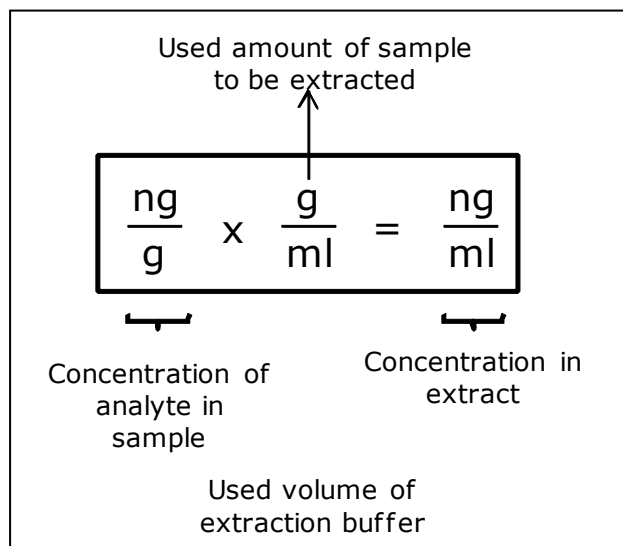 Used amount of sample
to be extracted
ng g ng
— x — = —
g ml ml
Concentration of
analyte in
sample
Concentration in
extract
Used volume of
extraction buffer